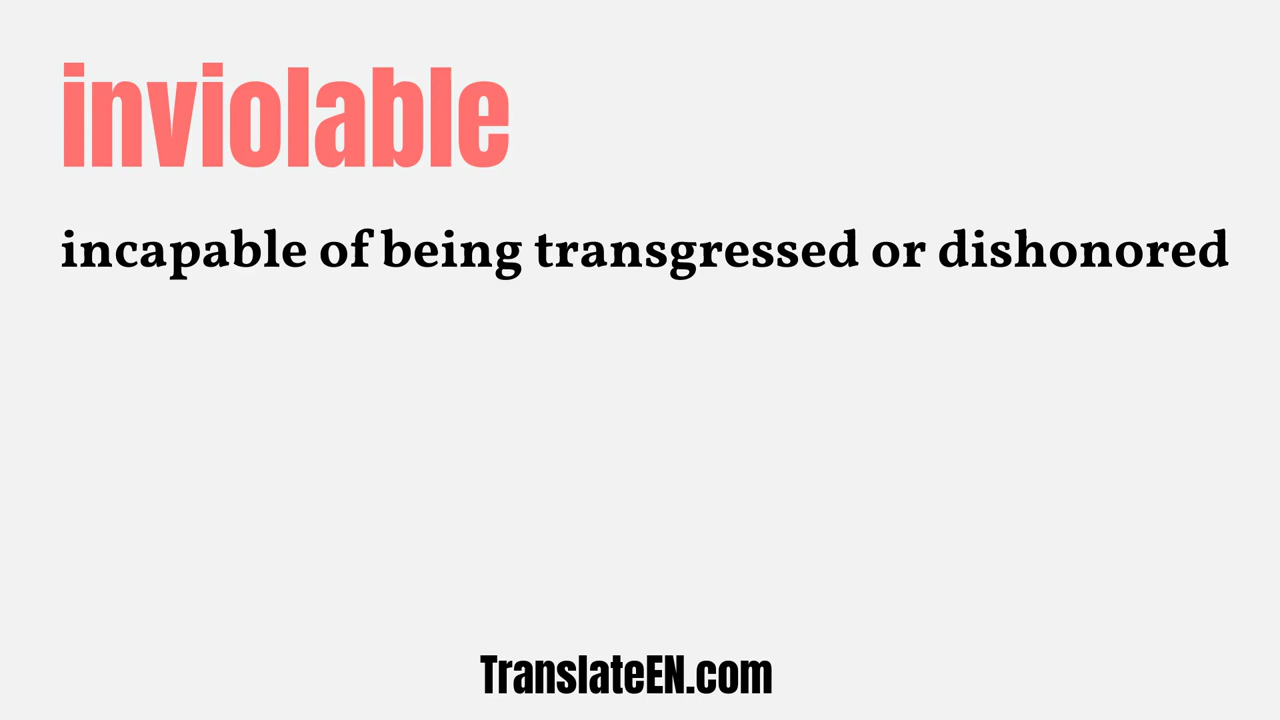 inviolable
incapable of being transgressed or dishonored
TranslateEN.com